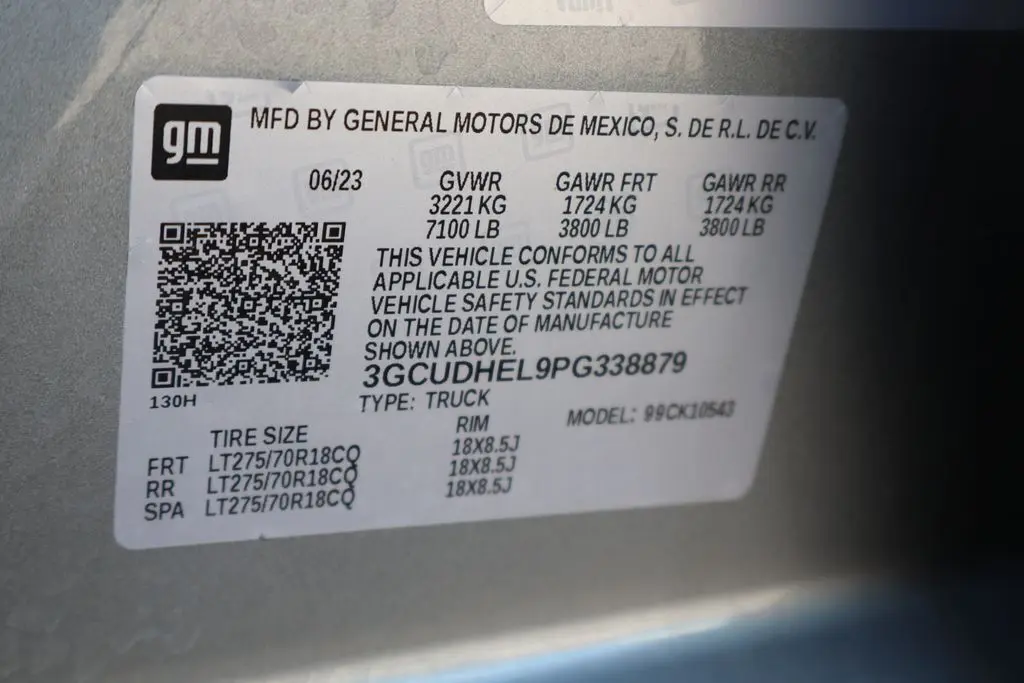 gm
MFD BY GENERAL MOTORS DE MEXICO, S. DE R.L. DE C.V.
06/23 GVWR GAWR FRT GAWR RR
3221 KG 1724 KG 1724 KG
7100 LB 3800 LB 3800 LB
THIS VEHICLE CONFORMS TO ALL
APPLICABLE U.S. FEDERAL MOTOR
VEHICLE SAFETY STANDARDS IN EFFECT
ON THE DATE OF MANUFACTURE
SHOWN ABOVE.
3GCUDHEL9PG338879
130H
TYPE: TRUCK MODEL: 99CK10543
TIRE SIZE RIM
FRT LT275/70R18CQ 18X8.5J
RR LT275/70R18CQ 18X8.5J
SPA LT275/70R18CQ 18X8.5J